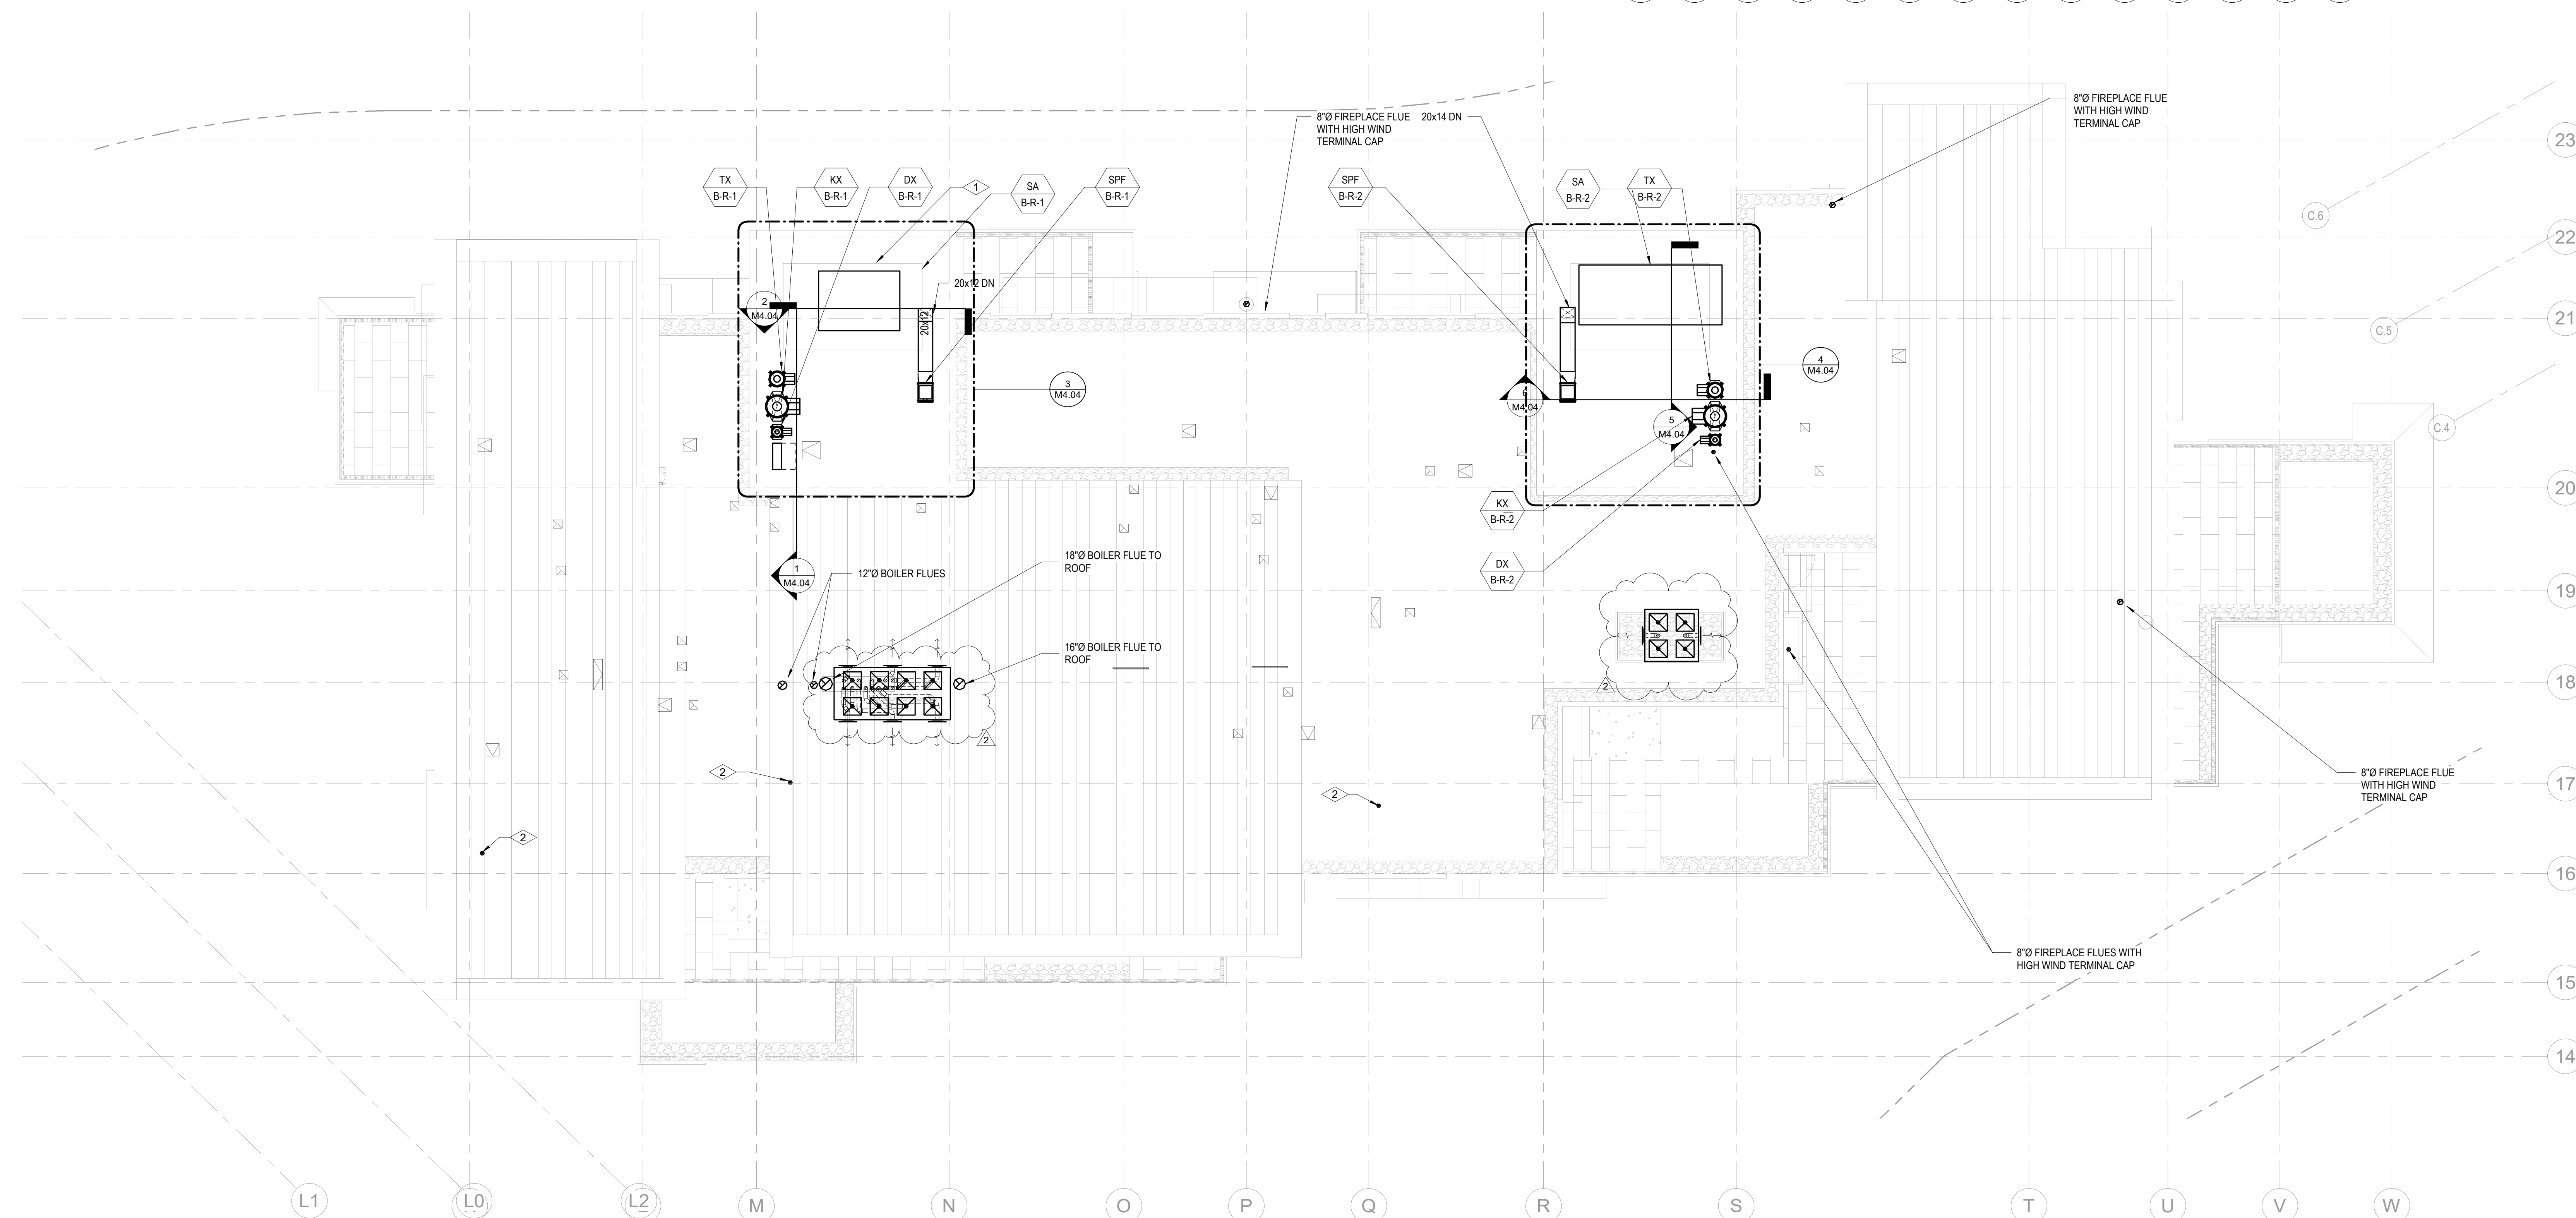 8"Ø FIREPLACE FLUE
WITH HIGH WIND
TERMINAL CAP
8"Ø FIREPLACE FLUE
WITH HIGH WIND
TERMINAL CAP
20x14 DN
23
TX
B-R-1
KX
B-R-1
DX
B-R-1
1
SA
B-R-1
SPF
B-R-1
SPF
B-R-2
SA
B-R-2
TX
B-R-2
C.6
22
20x12 DN
20x12
2
M4.04
21
C.5
3
M4.04
4
M4.04
6
M4.04
5
M4.04
C.4
20
KX
B-R-2
DX
B-R-2
1
M4.04
12"Ø BOILER FLUES
18"Ø BOILER FLUE TO
ROOF
19
16"Ø BOILER FLUE TO
ROOF
18
2
2
2
2
17
8"Ø FIREPLACE FLUE
WITH HIGH WIND
TERMINAL CAP
2
16
8"Ø FIREPLACE FLUES WITH
HIGH WIND TERMINAL CAP
15
14
L1
L0
L2
M
N
O
P
Q
R
S
T
U
V
W